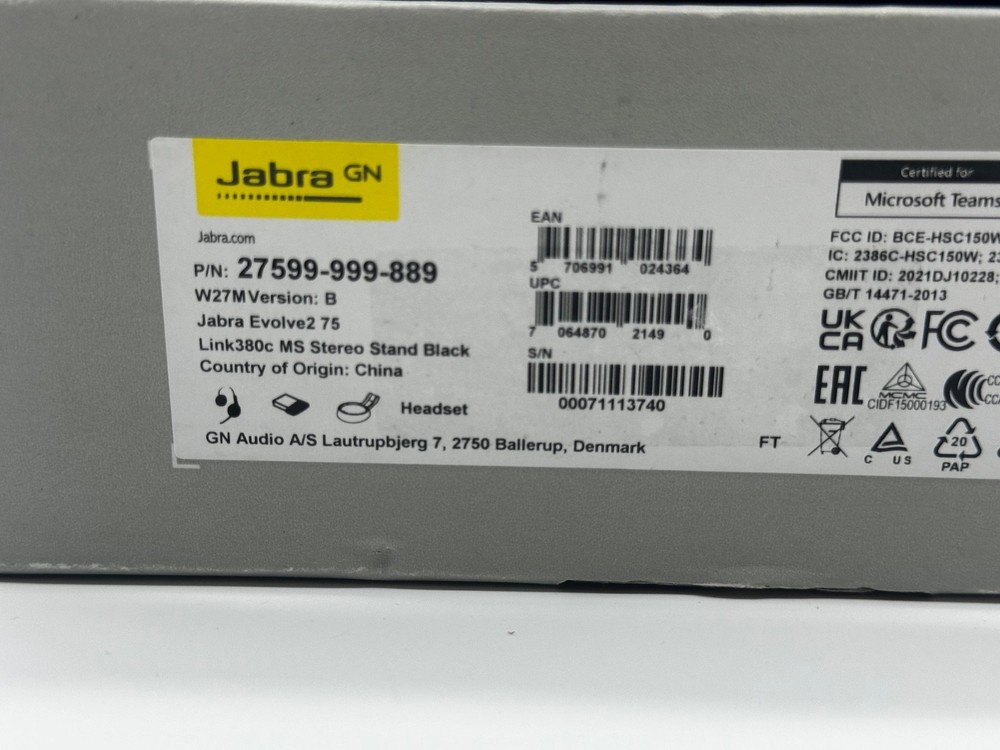 Jabra GN
Jabra.com
P/N: 27599-999-889
W27M Version: B
Jabra Evolve2 75
Link380c MS Stereo Stand Black
Country of Origin: China
Headset
GN Audio A/S Lautrupbjerg 7, 2750 Ballerup, Denmark
EAN
5 706991 024364
UPC
7 064870 2149 0
S/N
00071113740
FT
Certified for
Microsoft Teams
FCC ID: BCE-HSC150W
IC: 2386C-HSC150W; 23
CMIIT ID: 2021DJ10228;
GB/T 14471-2013
UK
CA
FC
EAC
MCMC
CIDF15000193
C US
20
PAP